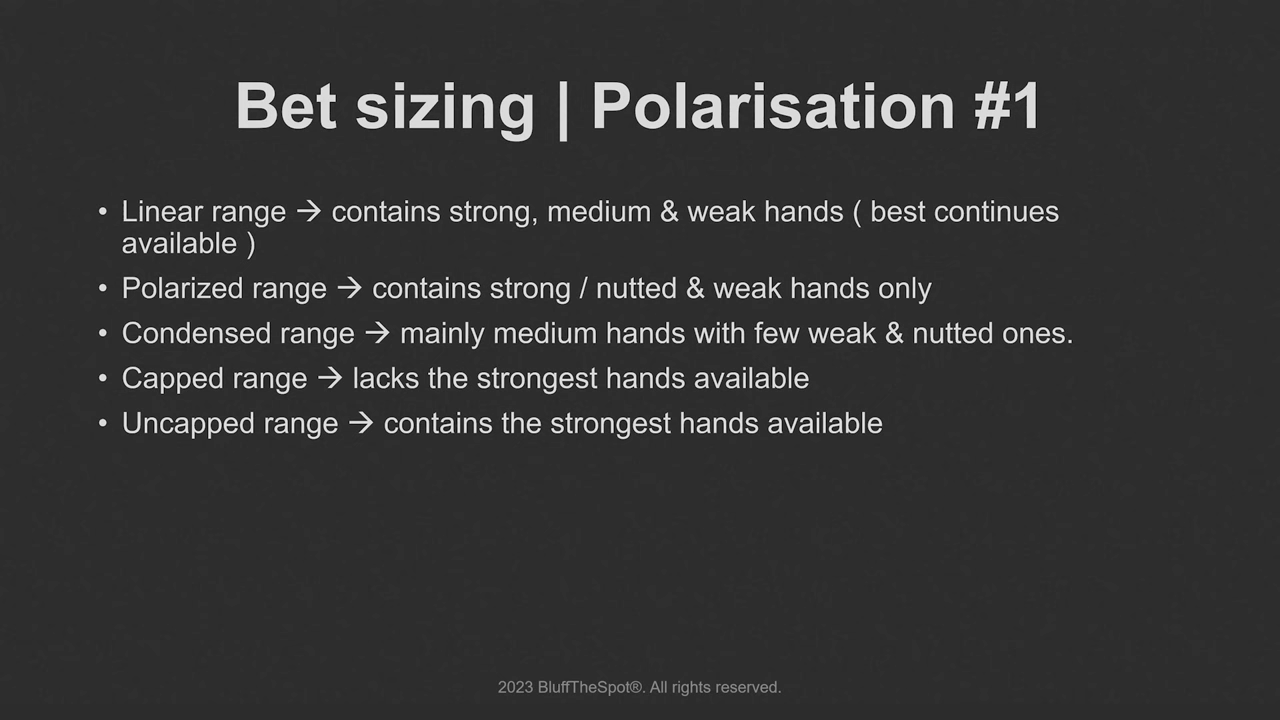 Bet sizing | Polarisation #1
• Linear range → contains strong, medium & weak hands ( best continues
available )
• Polarized range → contains strong / nutted & weak hands only
• Condensed range → mainly medium hands with few weak & nutted ones.
• Capped range → lacks the strongest hands available
• Uncapped range → contains the strongest hands available
2023 BluffTheSpot®. All rights reserved.